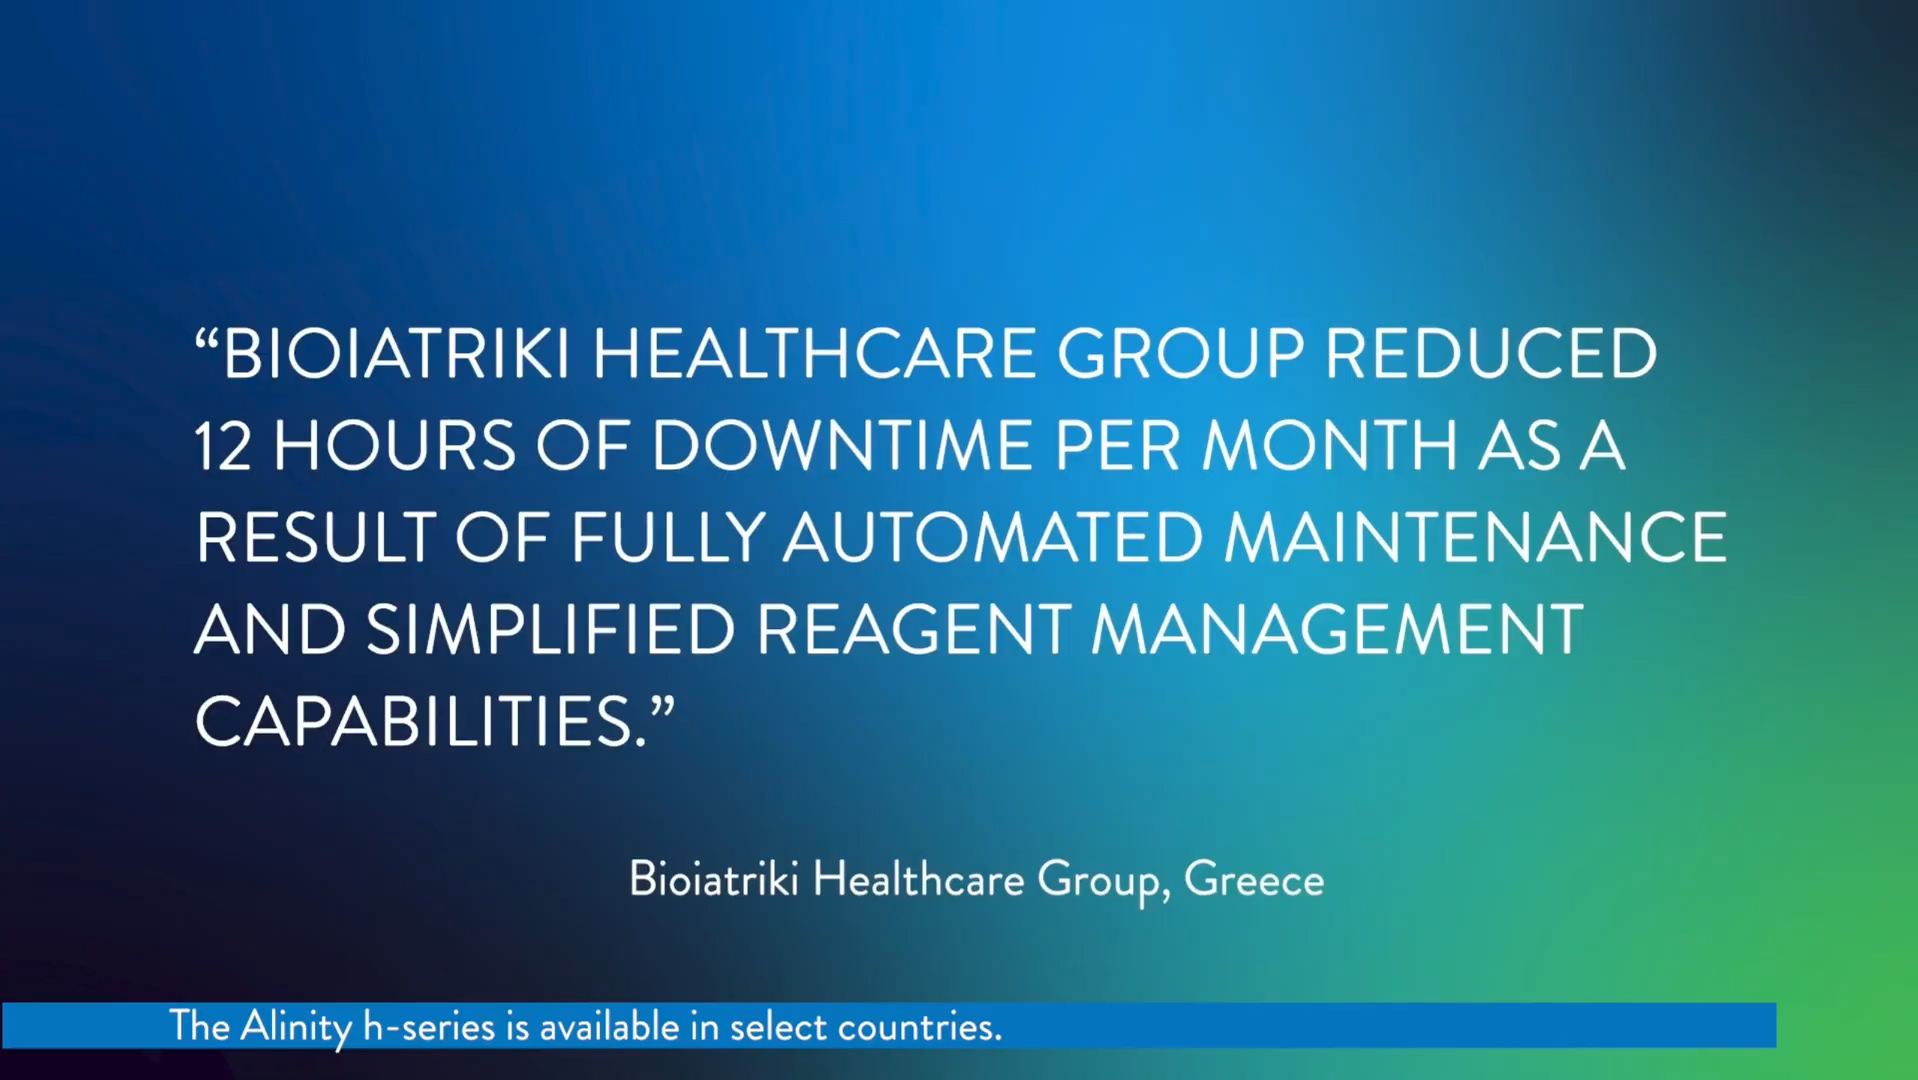 “BIOIATRIKI HEALTHCARE GROUP REDUCED
12 HOURS OF DOWNTIME PER MONTH AS A
RESULT OF FULLY AUTOMATED MAINTENANCE
AND SIMPLIFIED REAGENT MANAGEMENT
CAPABILITIES.”
Bioiatriki Healthcare Group, Greece
The Alinity h-series is available in select countries.